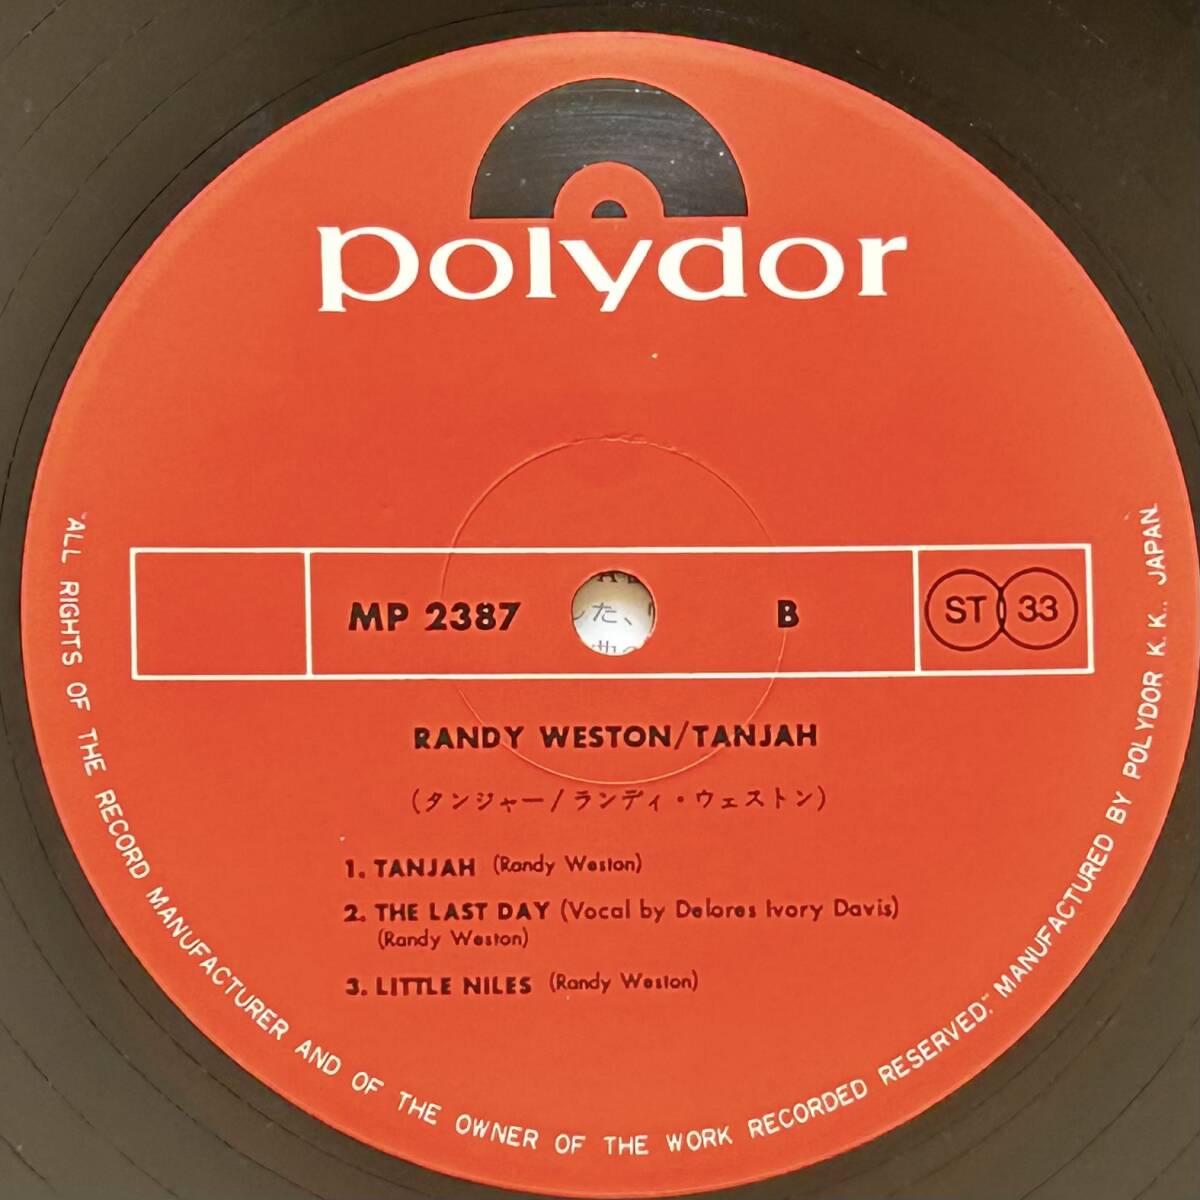 polydor
MP 2387
B
ST 33
RANDY WESTON/TANJAH
(タンジャー/ランディ・ウェストン)
1. TANJAH (Randy Weston)
2. THE LAST DAY (Vocal by Delores Ivory Davis)
(Randy Weston)
3. LITTLE NILES (Randy Weston)
"ALL RIGHTS OF THE RECORD MANUFACTURER AND OF THE OWNER OF THE WORK RECORDED RESERVED." MANUFACTURED BY POLYDOR K.K., JAPAN
した、